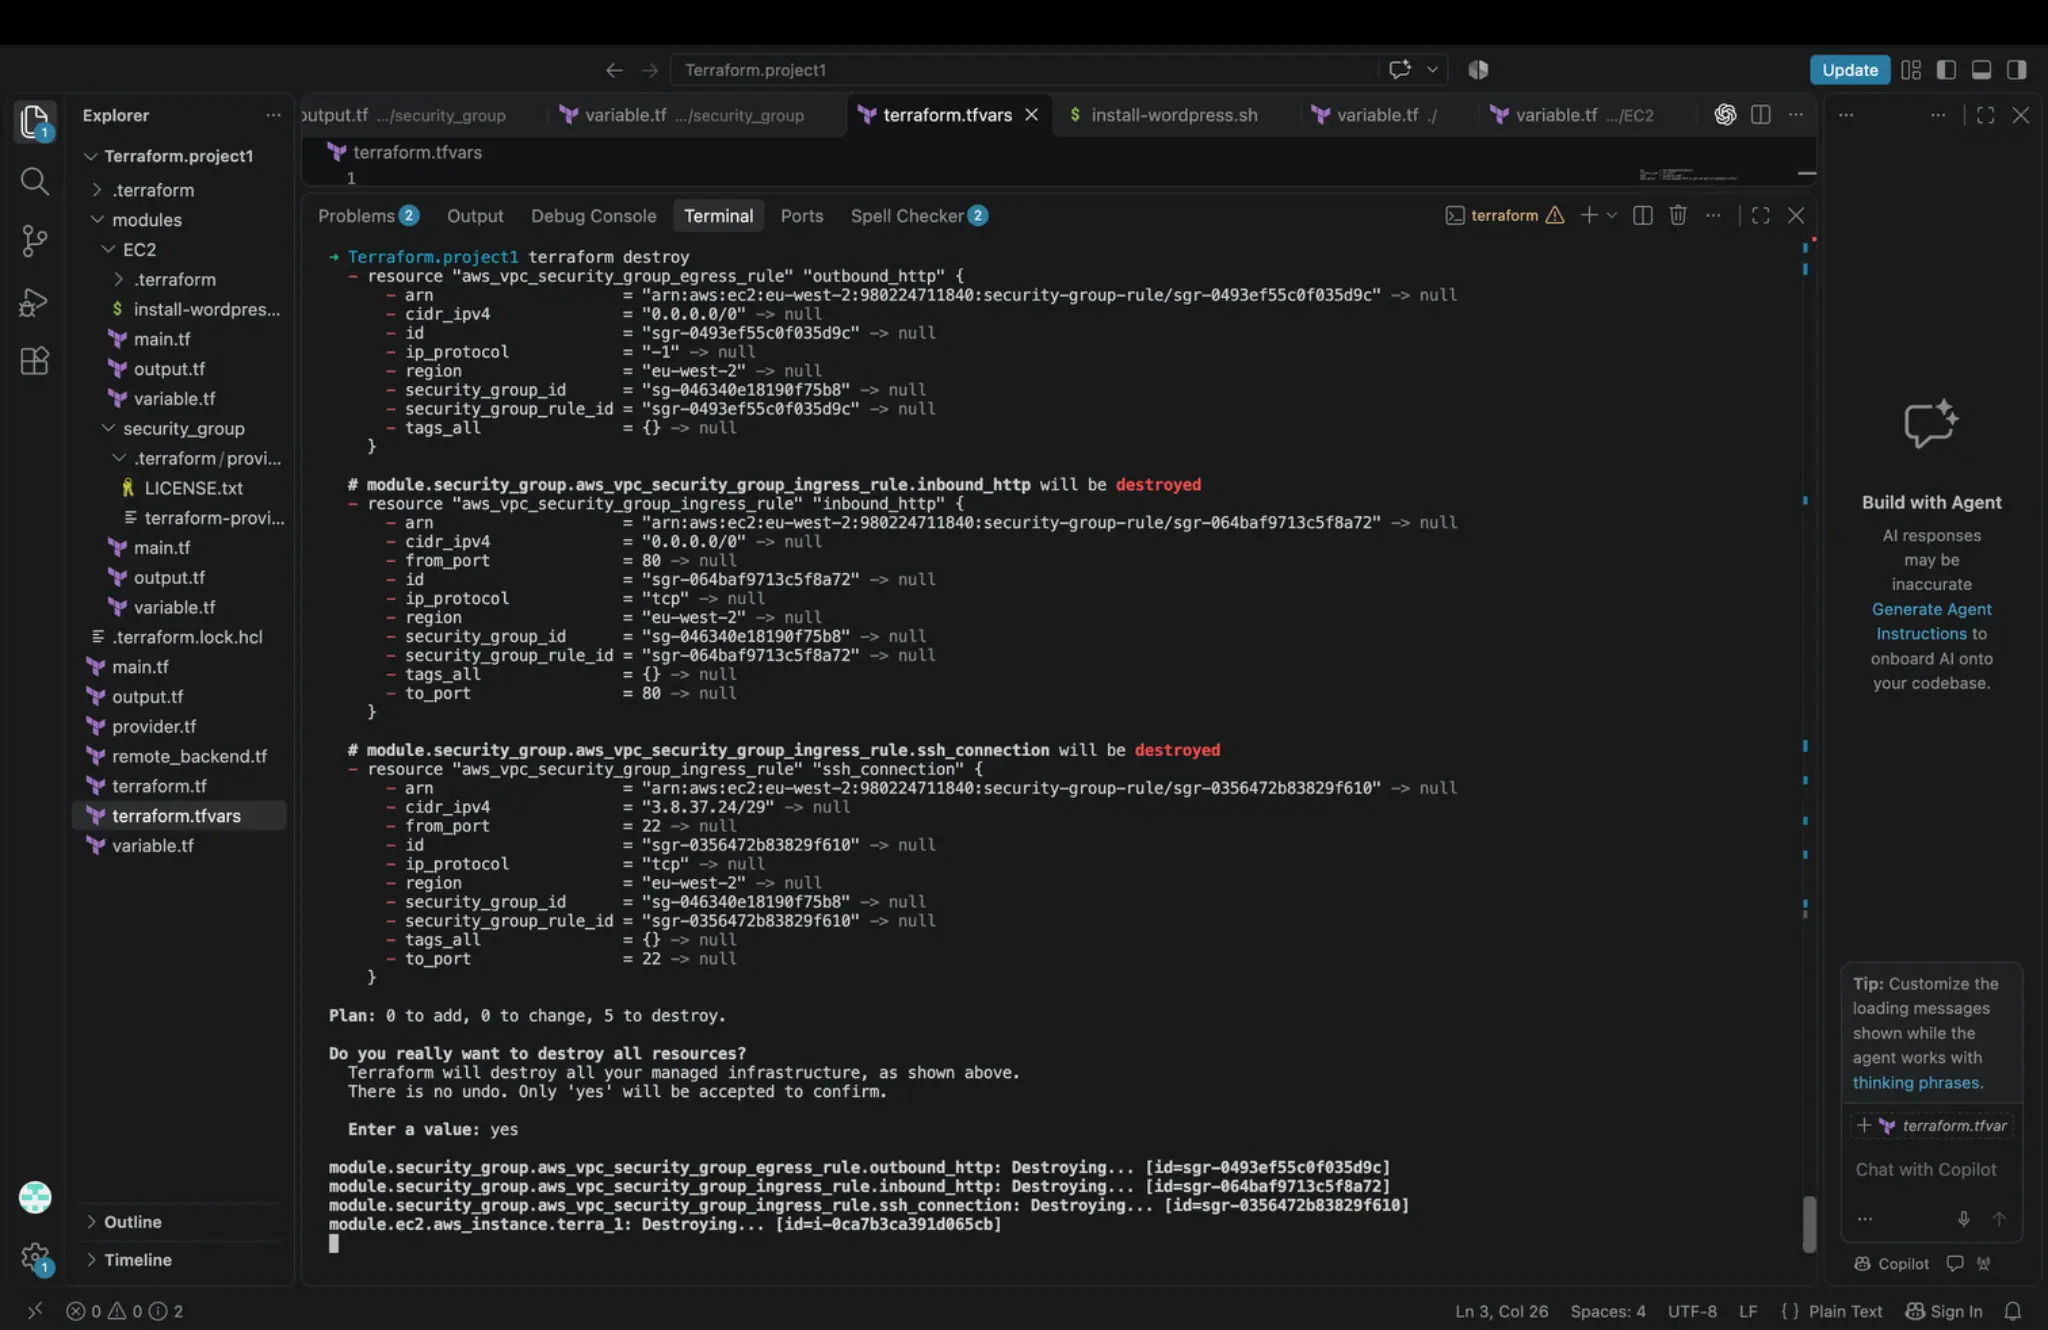 Terraform.project1
Update
Explorer
Terraform.project1
.terraform
modules
EC2
.terraform
$ install-wordpres...
main.tf
output.tf
variable.tf
security_group
.terraform/provi...
LICENSE.txt
terraform-provi...
main.tf
output.tf
variable.tf
.terraform.lock.hcl
main.tf
output.tf
provider.tf
remote_backend.tf
terraform.tf
terraform.tfvars
variable.tf
Outline
Timeline
1
1
output.tf .../security_group
variable.tf .../security_group
terraform.tfvars
$ install-wordpress.sh
variable.tf ./
variable.tf .../EC2
terraform.tfvars
1
Problems 2 Output Debug Console Terminal Ports Spell Checker 2
terraform
→ Terraform.project1 terraform destroy
- resource "aws_vpc_security_group_egress_rule" "outbound_http" {
- arn = "arn:aws:ec2:eu-west-2:980224711840:security-group-rule/sgr-0493ef55c0f035d9c" -> null
- cidr_ipv4 = "0.0.0.0/0" -> null
- id = "sgr-0493ef55c0f035d9c" -> null
- ip_protocol = "-1" -> null
- region = "eu-west-2" -> null
- security_group_id = "sg-046340e18190f75b8" -> null
- security_group_rule_id = "sgr-0493ef55c0f035d9c" -> null
- tags_all = {} -> null
}
# module.security_group.aws_vpc_security_group_ingress_rule.inbound_http will be destroyed
- resource "aws_vpc_security_group_ingress_rule" "inbound_http" {
- arn = "arn:aws:ec2:eu-west-2:980224711840:security-group-rule/sgr-064baf9713c5f8a72" -> null
- cidr_ipv4 = "0.0.0.0/0" -> null
- from_port = 80 -> null
- id = "sgr-064baf9713c5f8a72" -> null
- ip_protocol = "tcp" -> null
- region = "eu-west-2" -> null
- security_group_id = "sg-046340e18190f75b8" -> null
- security_group_rule_id = "sgr-064baf9713c5f8a72" -> null
- tags_all = {} -> null
- to_port = 80 -> null
}
# module.security_group.aws_vpc_security_group_ingress_rule.ssh_connection will be destroyed
- resource "aws_vpc_security_group_ingress_rule" "ssh_connection" {
- arn = "arn:aws:ec2:eu-west-2:980224711840:security-group-rule/sgr-0356472b83829f610" -> null
- cidr_ipv4 = "3.8.37.24/29" -> null
- from_port = 22 -> null
- id = "sgr-0356472b83829f610" -> null
- ip_protocol = "tcp" -> null
- region = "eu-west-2" -> null
- security_group_id = "sg-046340e18190f75b8" -> null
- security_group_rule_id = "sgr-0356472b83829f610" -> null
- tags_all = {} -> null
- to_port = 22 -> null
}
Plan: 0 to add, 0 to change, 5 to destroy.
Do you really want to destroy all resources?
Terraform will destroy all your managed infrastructure, as shown above.
There is no undo. Only 'yes' will be accepted to confirm.
Enter a value: yes
module.security_group.aws_vpc_security_group_egress_rule.outbound_http: Destroying... [id=sgr-0493ef55c0f035d9c]
module.security_group.aws_vpc_security_group_ingress_rule.inbound_http: Destroying... [id=sgr-064baf9713c5f8a72]
module.security_group.aws_vpc_security_group_ingress_rule.ssh_connection: Destroying... [id=sgr-0356472b83829f610]
module.ec2.aws_instance.terra_1: Destroying... [id=i-0ca7b3ca391d065cb]
Build with Agent
AI responses
may be
inaccurate
Generate Agent
Instructions to
onboard AI onto
your codebase.
Tip: Customize the
loading messages
shown while the
agent works with
thinking phrases.
+ terraform.tfvar
Chat with Copilot
Copilot
0 0 2
Ln 3, Col 26 Spaces: 4 UTF-8 LF {} Plain Text Sign In